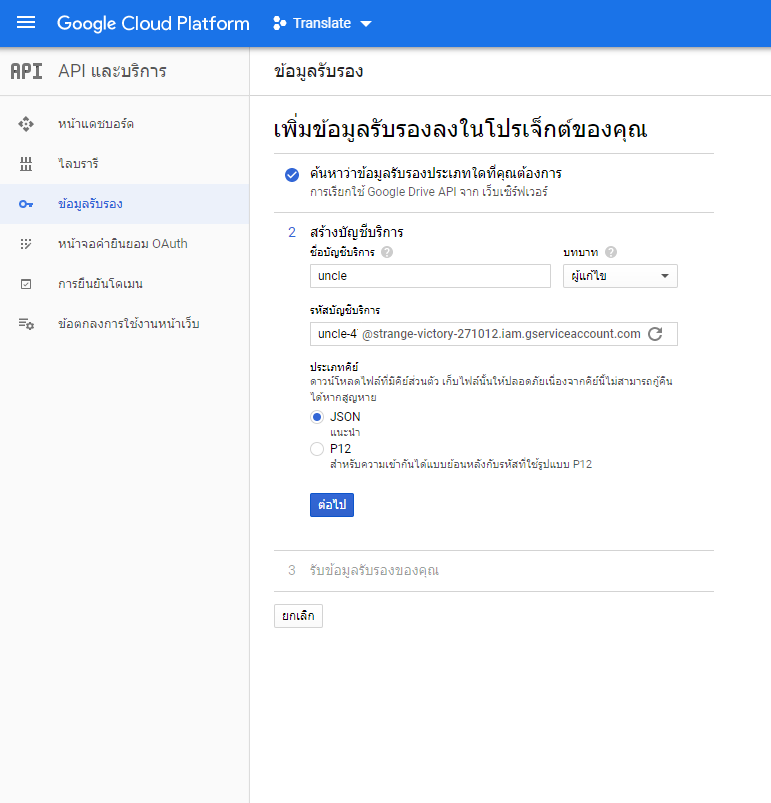 Google Cloud Platform
Translate
API
API และบริการ
ข้อมูลรับรอง
หน้าแดชบอร์ด
ไลบรารี
ข้อมูลรับรอง
หน้าจอคำยินยอม OAuth
การยืนยันโดเมน
ข้อตกลงการใช้งานหน้าเว็บ
เพิ่มข้อมูลรับรองลงในโปรเจ็กต์ของคุณ
ค้นหาว่าข้อมูลรับรองประเภทใดที่คุณต้องการ
การเรียกใช้ Google Drive API จาก เว็บเซิร์ฟเวอร์
2 สร้างบัญชีบริการ
ชื่อบัญชีบริการ ? บทบาท ?
uncle ผู้แก้ไข
รหัสบัญชีบริการ
uncle-4 @strange-victory-271012.iam.gserviceaccount.com
ประเภทคีย์
ดาวน์โหลดไฟล์ที่มีคีย์ส่วนตัว เก็บไฟล์นั้นให้ปลอดภัยเนื่องจากคีย์นี้ไม่สามารถกู้คืน
ได้หากสูญหาย
JSON
แนะนำ
P12
สำหรับความเข้ากันได้แบบย้อนหลังกับรหัสที่ใช้รูปแบบ P12
ต่อไป
3 รับข้อมูลรับรองของคุณ
ยกเลิก